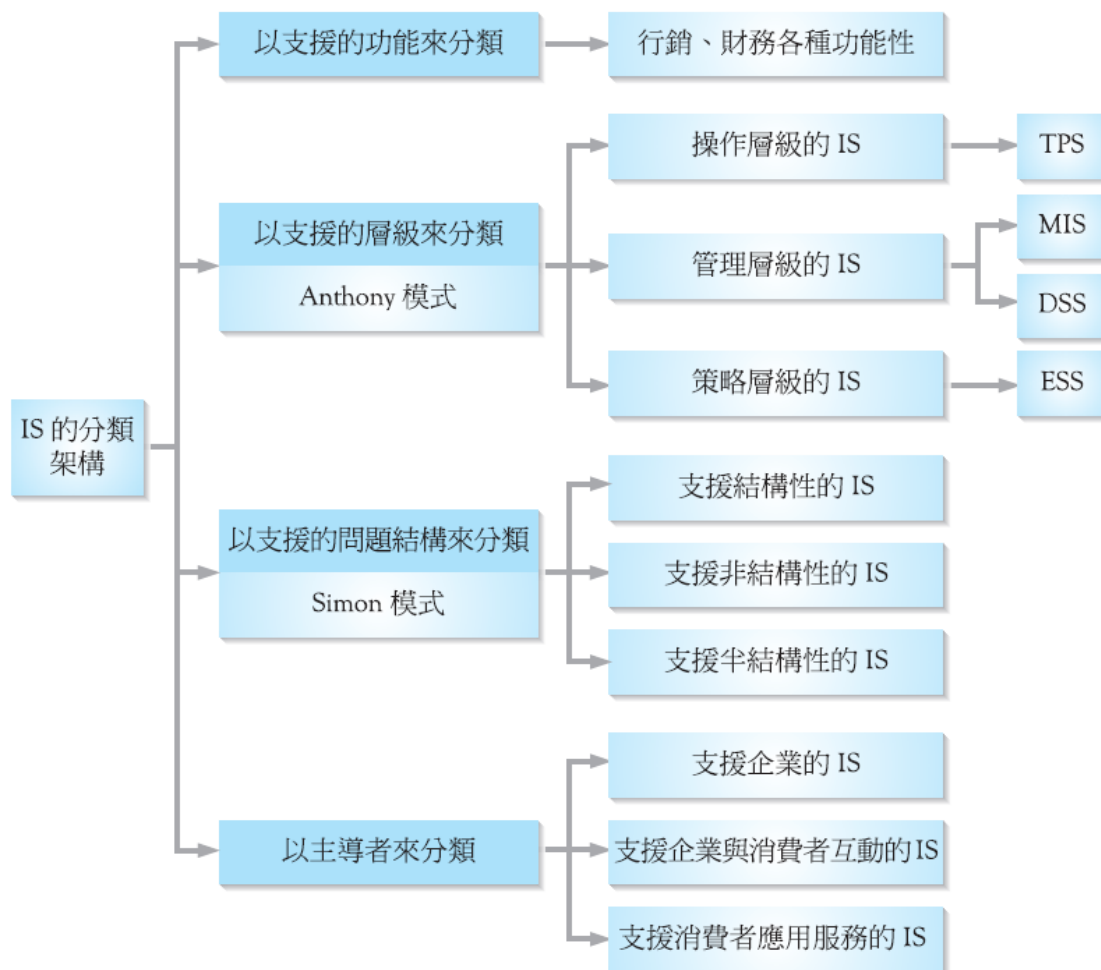 IS 的分類
架構
以支援的功能來分類
行銷、財務各種功能性
以支援的層級來分類
Anthony 模式
操作層級的 IS
TPS
管理層級的 IS
MIS
DSS
策略層級的 IS
ESS
以支援的問題結構來分類
Simon 模式
支援結構性的 IS
支援非結構性的 IS
支援半結構性的 IS
以主導者來分類
支援企業的 IS
支援企業與消費者互動的 IS
支援消費者應用服務的 IS